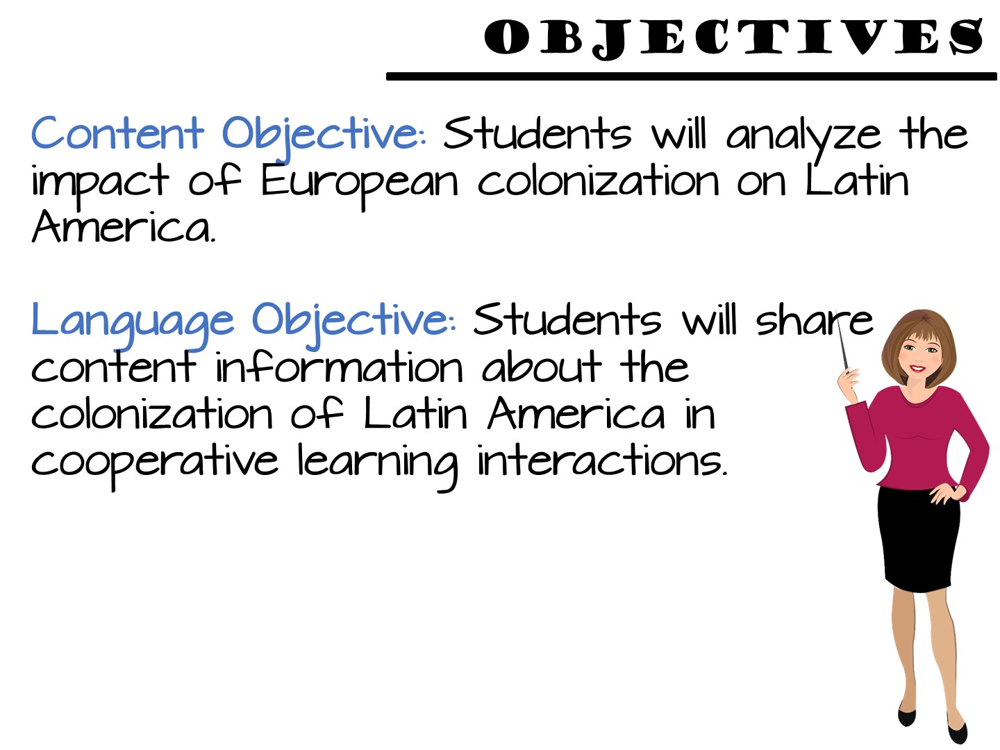 OBJECTIVES
Content Objective: Students will analyze the
impact of European colonization on Latin
America.
Language Objective: Students will share
content information about the
colonization of Latin America in
cooperative learning interactions.